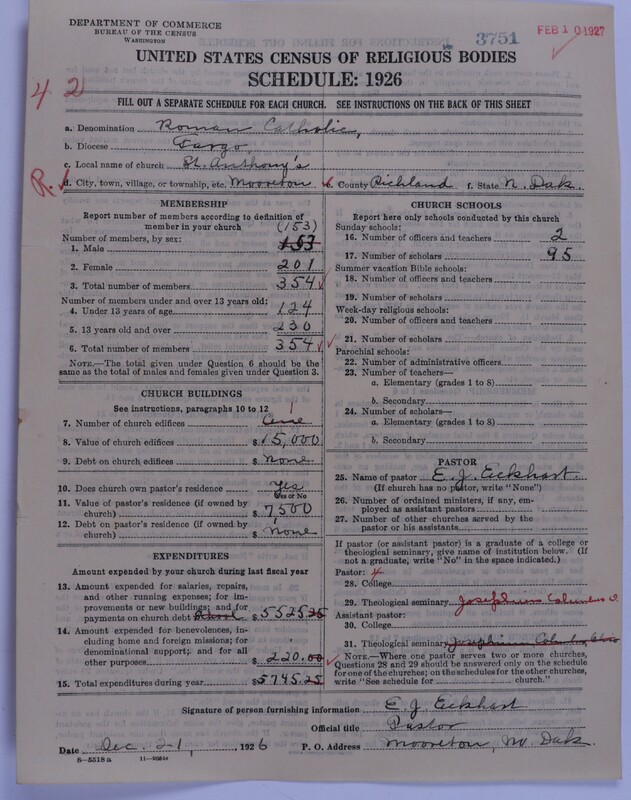 DEPARTMENT OF COMMERCE
BUREAU OF THE CENSUS
WASHINGTON
3751
FEB 10 1927
UNITED STATES CENSUS OF RELIGIOUS BODIES
SCHEDULE: 1926
4 2
FILL OUT A SEPARATE SCHEDULE FOR EACH CHURCH. SEE INSTRUCTIONS ON THE BACK OF THIS SHEET
a. Denomination Roman Catholic,
b. Diocese Fargo
c. Local name of church St. Anthony's
R. d. City, town, village, or township, etc. Mooreton e. County Richland f. State N. Dak.
MEMBERSHIP
Report number of members according to definition of member in your church (153)
Number of members, by sex:
1. Male 153
2. Female 201
3. Total number of members 354
Number of members under and over 13 years old:
4. Under 13 years of age 124
5. 13 years old and over 230
6. Total number of members 354
NOTE.—The total given under Question 6 should be the same as the total of males and females given under Question 3.
CHURCH BUILDINGS
See instructions, paragraphs 10 to 12 1
7. Number of church edifices One
8. Value of church edifices $15,000
9. Debt on church edifices $ None
10. Does church own pastor's residence Yes
Yes or No
11. Value of pastor's residence (if owned by church) $7500
12. Debt on pastor's residence (if owned by church) $ None
EXPENDITURES
Amount expended by your church during last fiscal year
13. Amount expended for salaries, repairs, and other running expenses; for improvements or new buildings; and for payments on church debt $5525 25
14. Amount expended for benevolences, including home and foreign missions; for denominational support; and for all other purposes $220.00
15. Total expenditures during year $5745.25
CHURCH SCHOOLS
Report here only schools conducted by this church
Sunday schools:
16. Number of officers and teachers 2
17. Number of scholars 95
Summer vacation Bible schools:
18. Number of officers and teachers
19. Number of scholars
Week-day religious schools:
20. Number of officers and teachers
21. Number of scholars
Parochial schools:
22. Number of administrative officers
23. Number of teachers—
a. Elementary (grades 1 to 8)
b. Secondary
24. Number of scholars—
a. Elementary (grades 1 to 8)
b. Secondary
PASTOR
25. Name of pastor E. J. Eckhart
(If church has no pastor, write "None")
26. Number of ordained ministers, if any, employed as assistant pastors
27. Number of other churches served by the pastor or his assistants
If pastor (or assistant pastor) is a graduate of a college or theological seminary, give name of institution below. (If not a graduate, write "No" in the space indicated.)
Pastor:
28. College
29. Theological seminary Josephinum Columbus O.
Assistant pastor:
30. College
31. Theological seminary Josephinum Columbus Ohio
NOTE.—Where one pastor serves two or more churches, Questions 28 and 29 should be answered only on the schedule for one of the churches; on the schedules for the other churches, write "See schedule for church."
Signature of person furnishing information E. J. Eckhart
Official title Pastor
Date Dec. 21, 1926 P. O. Address Mooreton, No. Dak.
8—5518 a